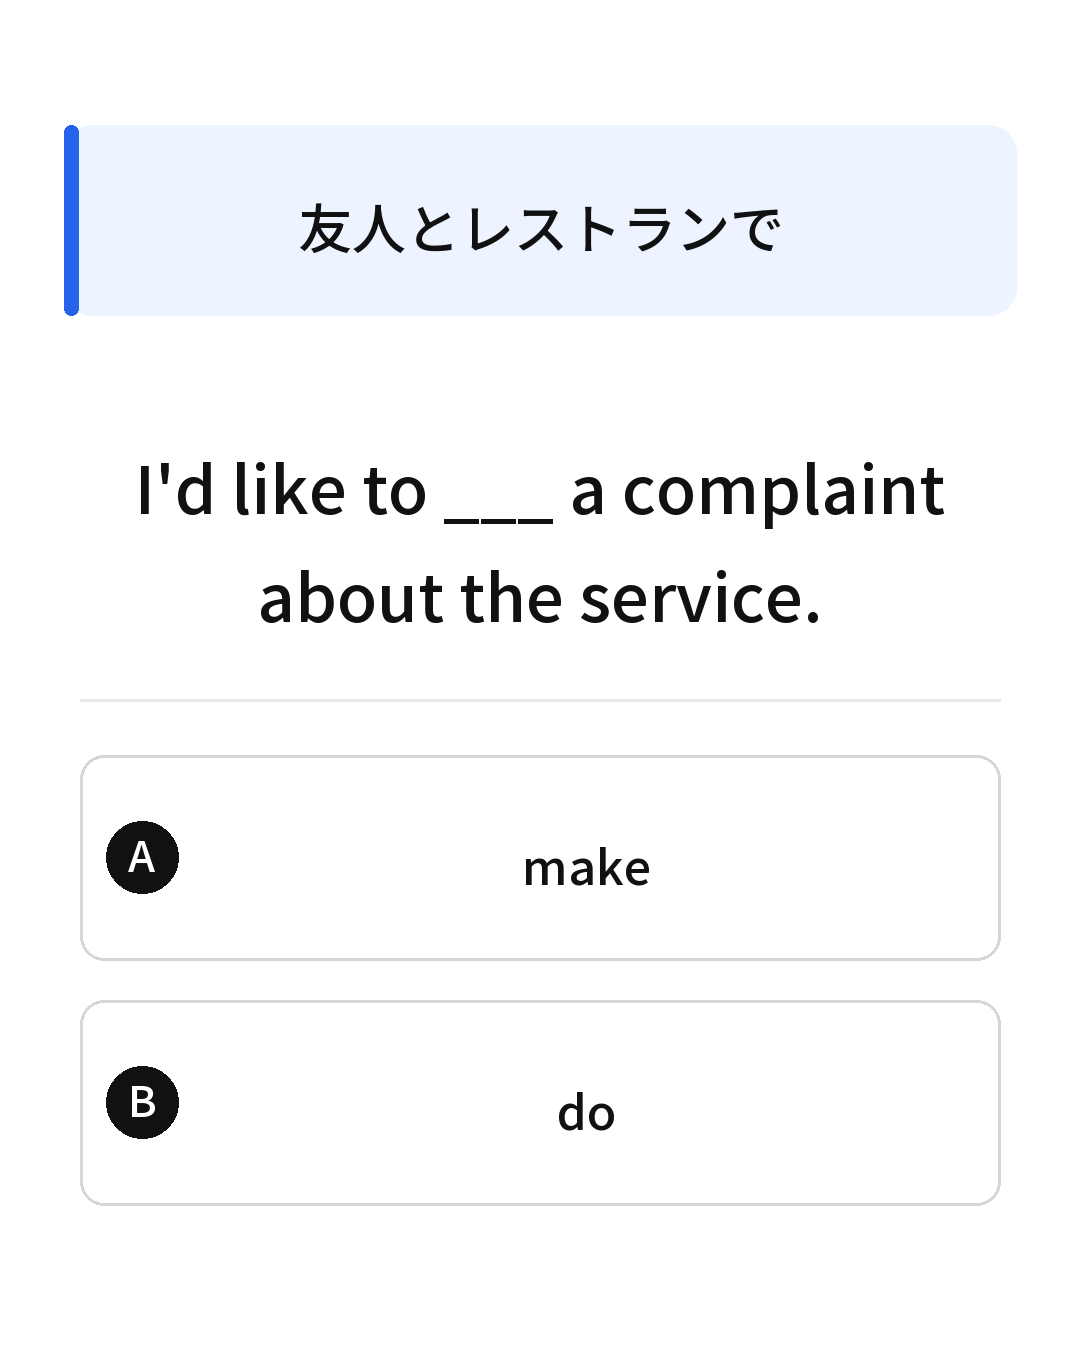 友人とレストランで
I'd like to ___ a complaint
about the service.
A
make
B
do